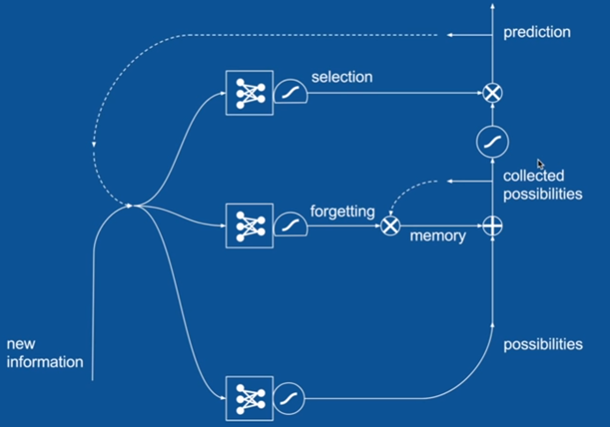 prediction
selection
collected
possibilities
forgetting
memory
new
information
possibilities